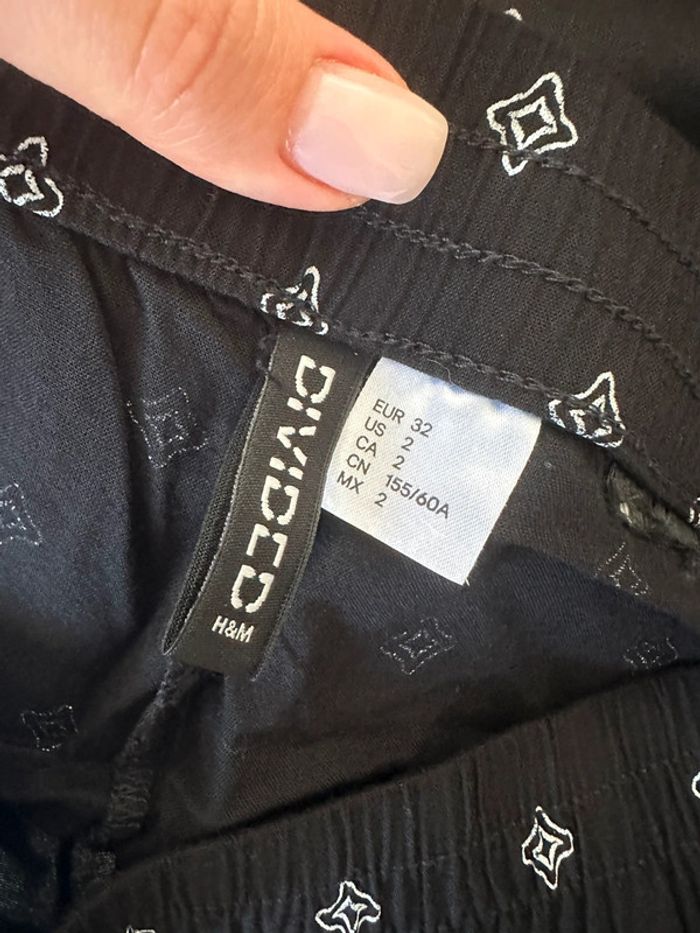 DIVIDED
H&M
EUR 32
US 2
CA 2
CN 155/60A
MX 2